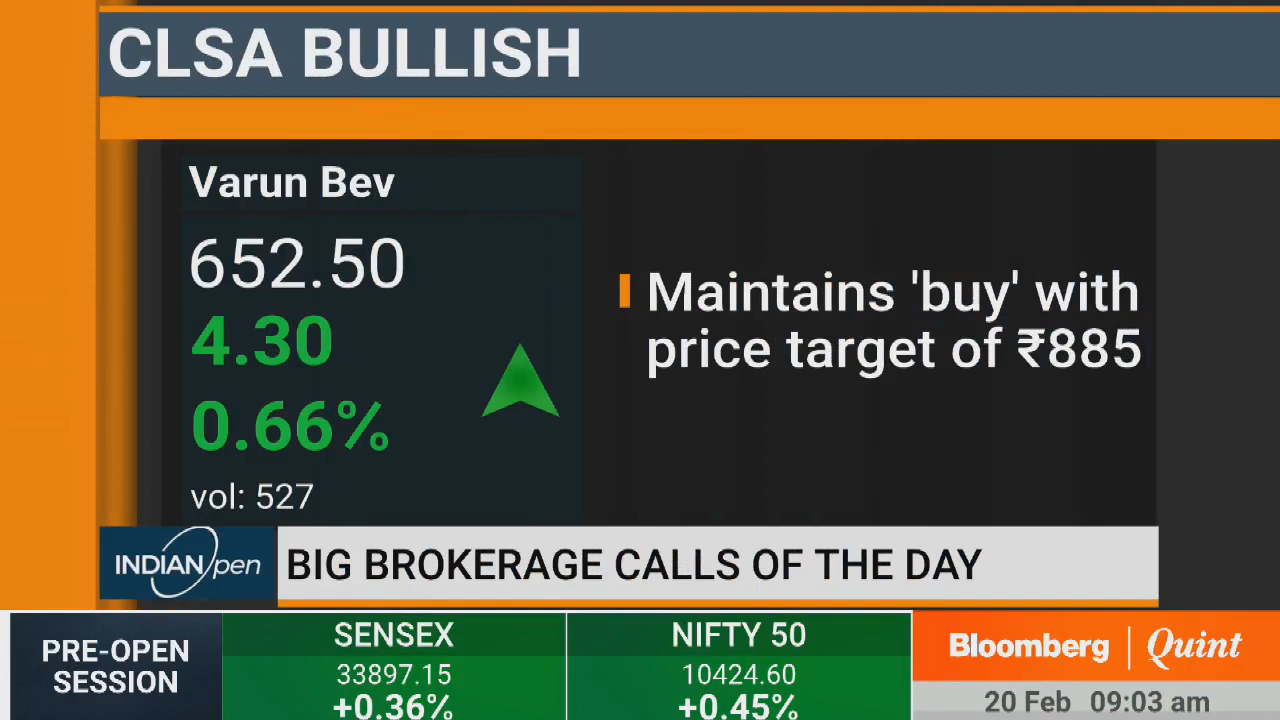 CLSA BULLISH
Varun Bev
652.50
4.30
0.66%
vol: 527
Maintains 'buy' with
price target of ₹885
INDIAN Open
BIG BROKERAGE CALLS OF THE DAY
PRE-OPEN
SESSION
SENSEX
33897.15
+0.36%
NIFTY 50
10424.60
+0.45%
Bloomberg | Quint
20 Feb 09:03 am